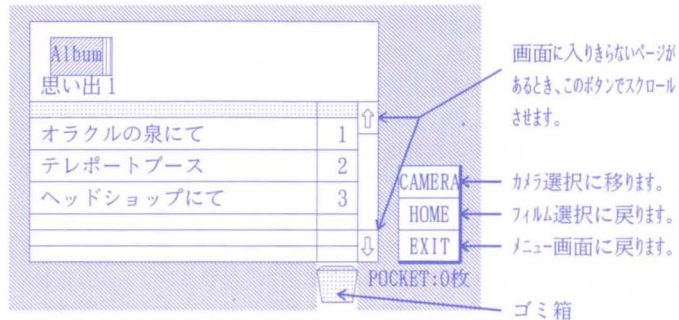 Album
思い出1
オラクルの泉にて 1
テレポートブース 2
ヘッドショップにて 3
CAMERA
HOME
EXIT
POCKET:0枚
画面に入りきらないページが
あるとき、このボタンでスクロール
させます。
カメラ選択に移ります。
フィルム選択に戻ります。
メニュー画面に戻ります。
ゴミ箱